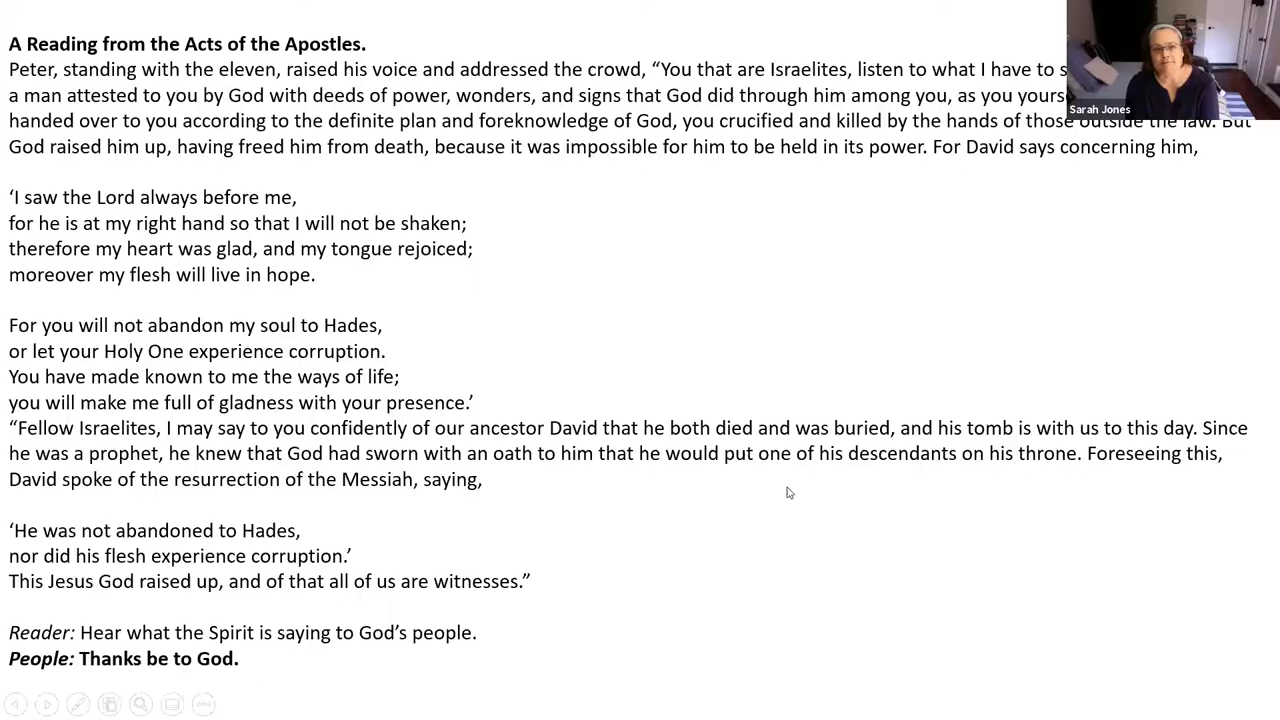 A Reading from the Acts of the Apostles.
Peter, standing with the eleven, raised his voice and addressed the crowd, “You that are Israelites, listen to what I have to
a man attested to you by God with deeds of power, wonders, and signs that God did through him among you, as you
handed over to you according to the definite plan and foreknowledge of God, you crucified and killed by the hands of those outside the law. But
God raised him up, having freed him from death, because it was impossible for him to be held in its power. For David says concerning him,
‘I saw the Lord always before me,
for he is at my right hand so that I will not be shaken;
therefore my heart was glad, and my tongue rejoiced;
moreover my flesh will live in hope.
For you will not abandon my soul to Hades,
or let your Holy One experience corruption.
You have made known to me the ways of life;
you will make me full of gladness with your presence.’
“Fellow Israelites, I may say to you confidently of our ancestor David that he both died and was buried, and his tomb is with us to this day. Since
he was a prophet, he knew that God had sworn with an oath to him that he would put one of his descendants on his throne. Foreseeing this,
David spoke of the resurrection of the Messiah, saying,
‘He was not abandoned to Hades,
nor did his flesh experience corruption.’
This Jesus God raised up, and of that all of us are witnesses.”
Reader: Hear what the Spirit is saying to God’s people.
People: Thanks be to God.
Sarah Jones